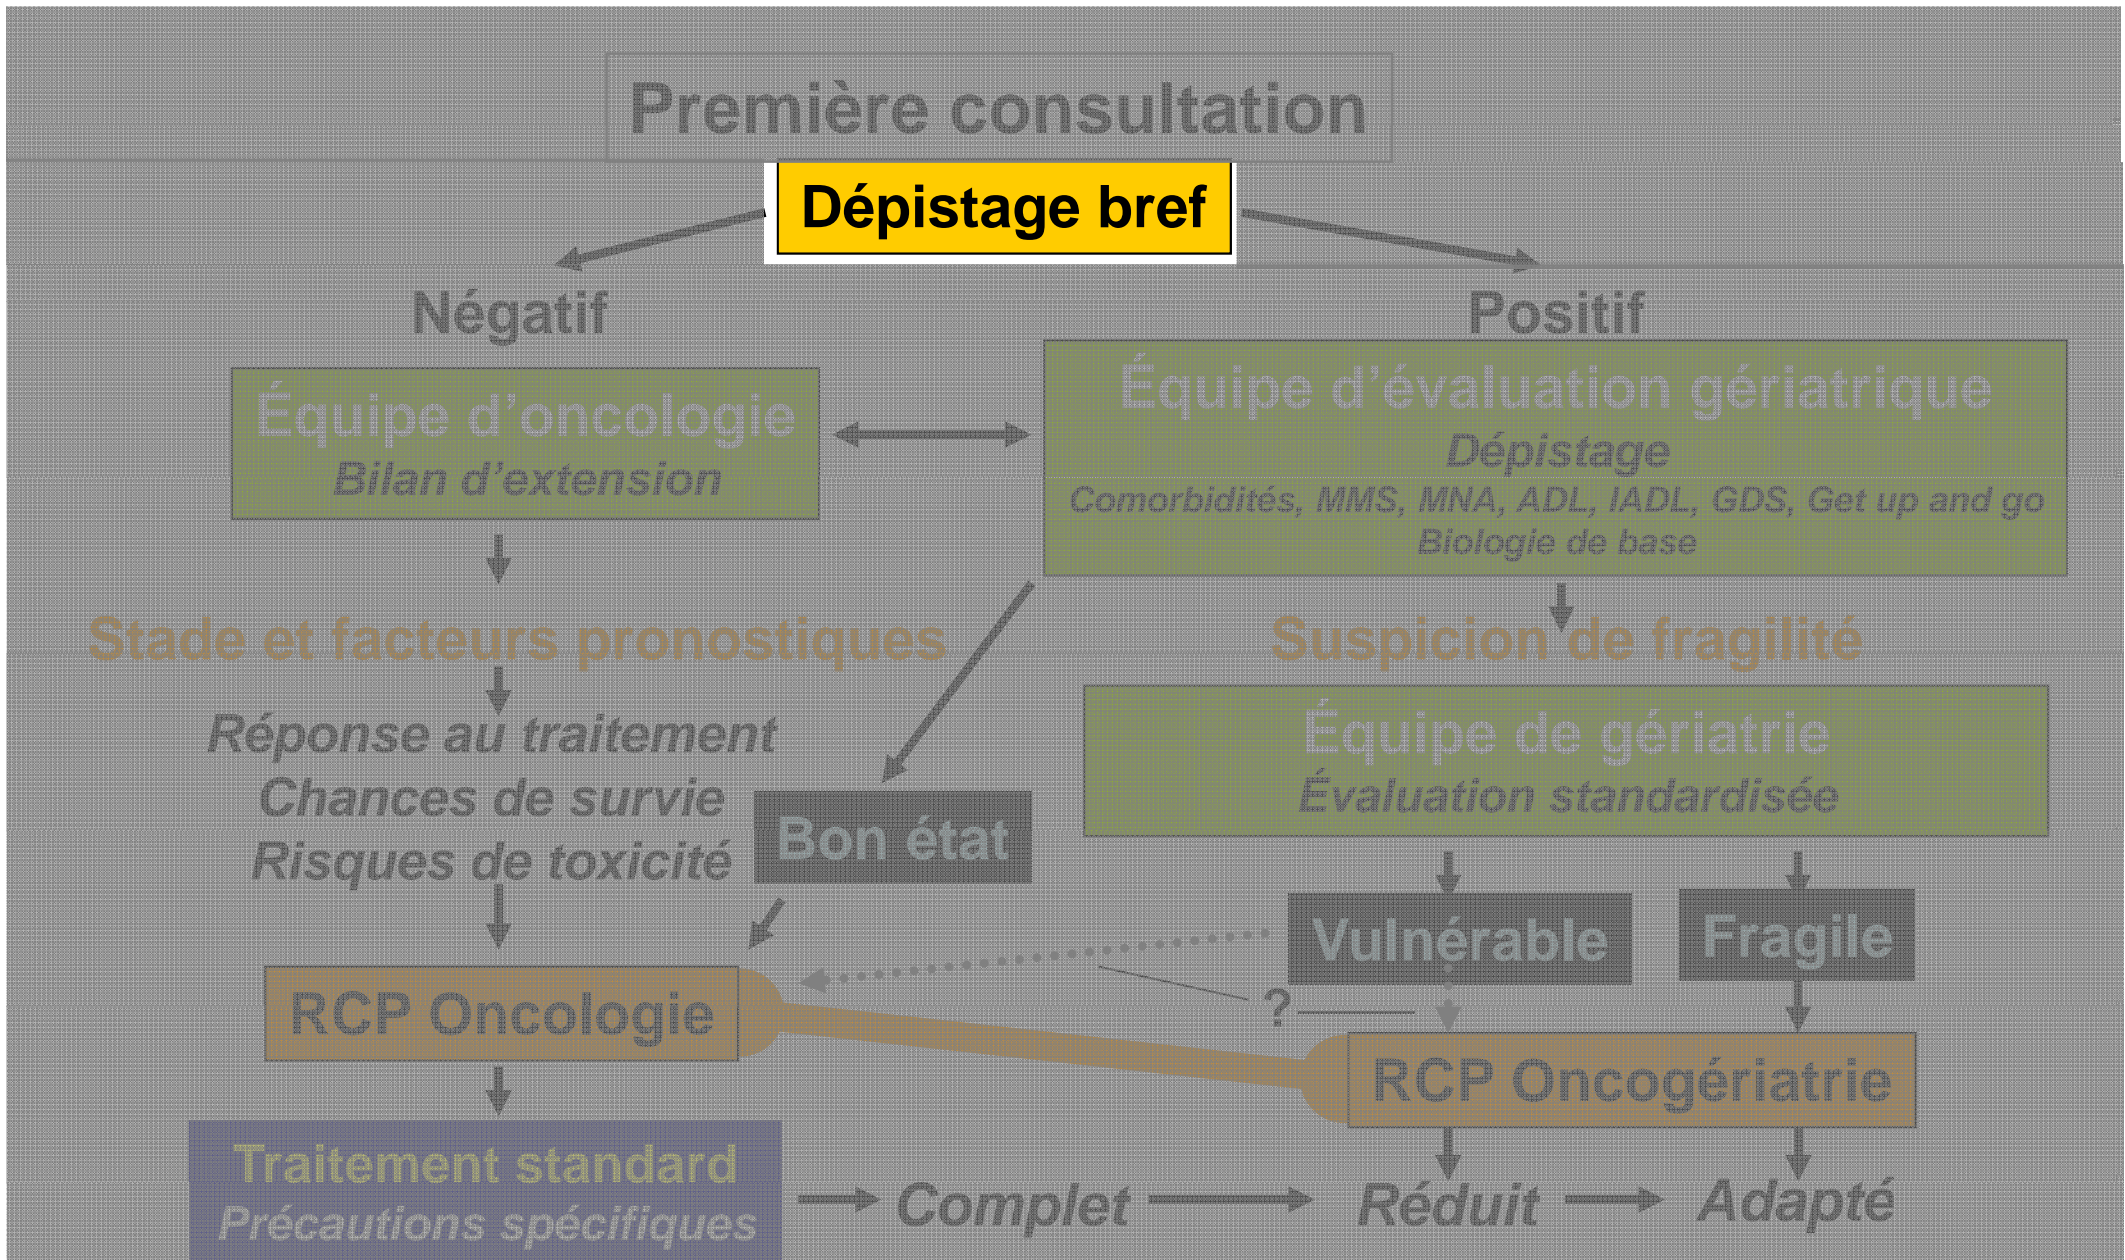 Première consultation
Dépistage bref
Négatif
Positif
Équipe d'oncologie
Bilan d'extension
Équipe d'évaluation gériatrique
Dépistage
Comorbidités, MMS, MNA, ADL, IADL, GDS, Get up and go
Biologie de base
Stade et facteurs pronostiques
Suspicion de fragilité
Réponse au traitement
Chances de survie
Risques de toxicité
Bon état
Équipe de gériatrie
Évaluation standardisée
Vulnérable
Fragile
RCP Oncologie
?
RCP Oncogériatrie
Traitement standard
Précautions spécifiques
Complet
Réduit
Adapté